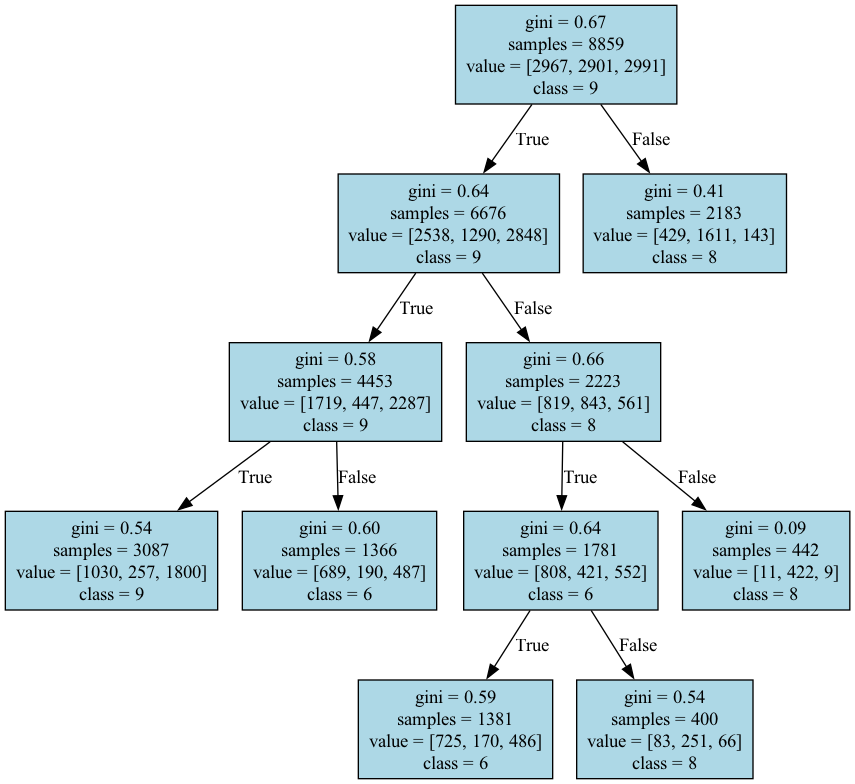 gini = 0.67
samples = 8859
value = [2967, 2901, 2991]
class = 9
True
False
gini = 0.64
samples = 6676
value = [2538, 1290, 2848]
class = 9
gini = 0.41
samples = 2183
value = [429, 1611, 143]
class = 8
True
False
gini = 0.58
samples = 4453
value = [1719, 447, 2287]
class = 9
gini = 0.66
samples = 2223
value = [819, 843, 561]
class = 8
True
False
True
False
gini = 0.54
samples = 3087
value = [1030, 257, 1800]
class = 9
gini = 0.60
samples = 1366
value = [689, 190, 487]
class = 6
gini = 0.64
samples = 1781
value = [808, 421, 552]
class = 6
gini = 0.09
samples = 442
value = [11, 422, 9]
class = 8
True
False
gini = 0.59
samples = 1381
value = [725, 170, 486]
class = 6
gini = 0.54
samples = 400
value = [83, 251, 66]
class = 8